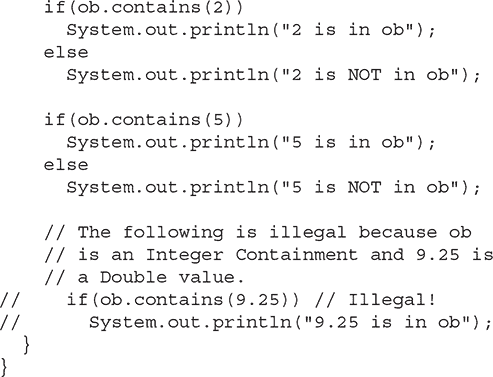 if(ob.contains(2))
      System.out.println("2 is in ob");
    else
      System.out.println("2 is NOT in ob");

    if(ob.contains(5))
      System.out.println("5 is in ob");
    else
      System.out.println("5 is NOT in ob");

    // The following is illegal because ob
    // is an Integer Containment and 9.25 is
    // a Double value.
//    if(ob.contains(9.25)) // Illegal!
//      System.out.println("9.25 is in ob");
  }
}